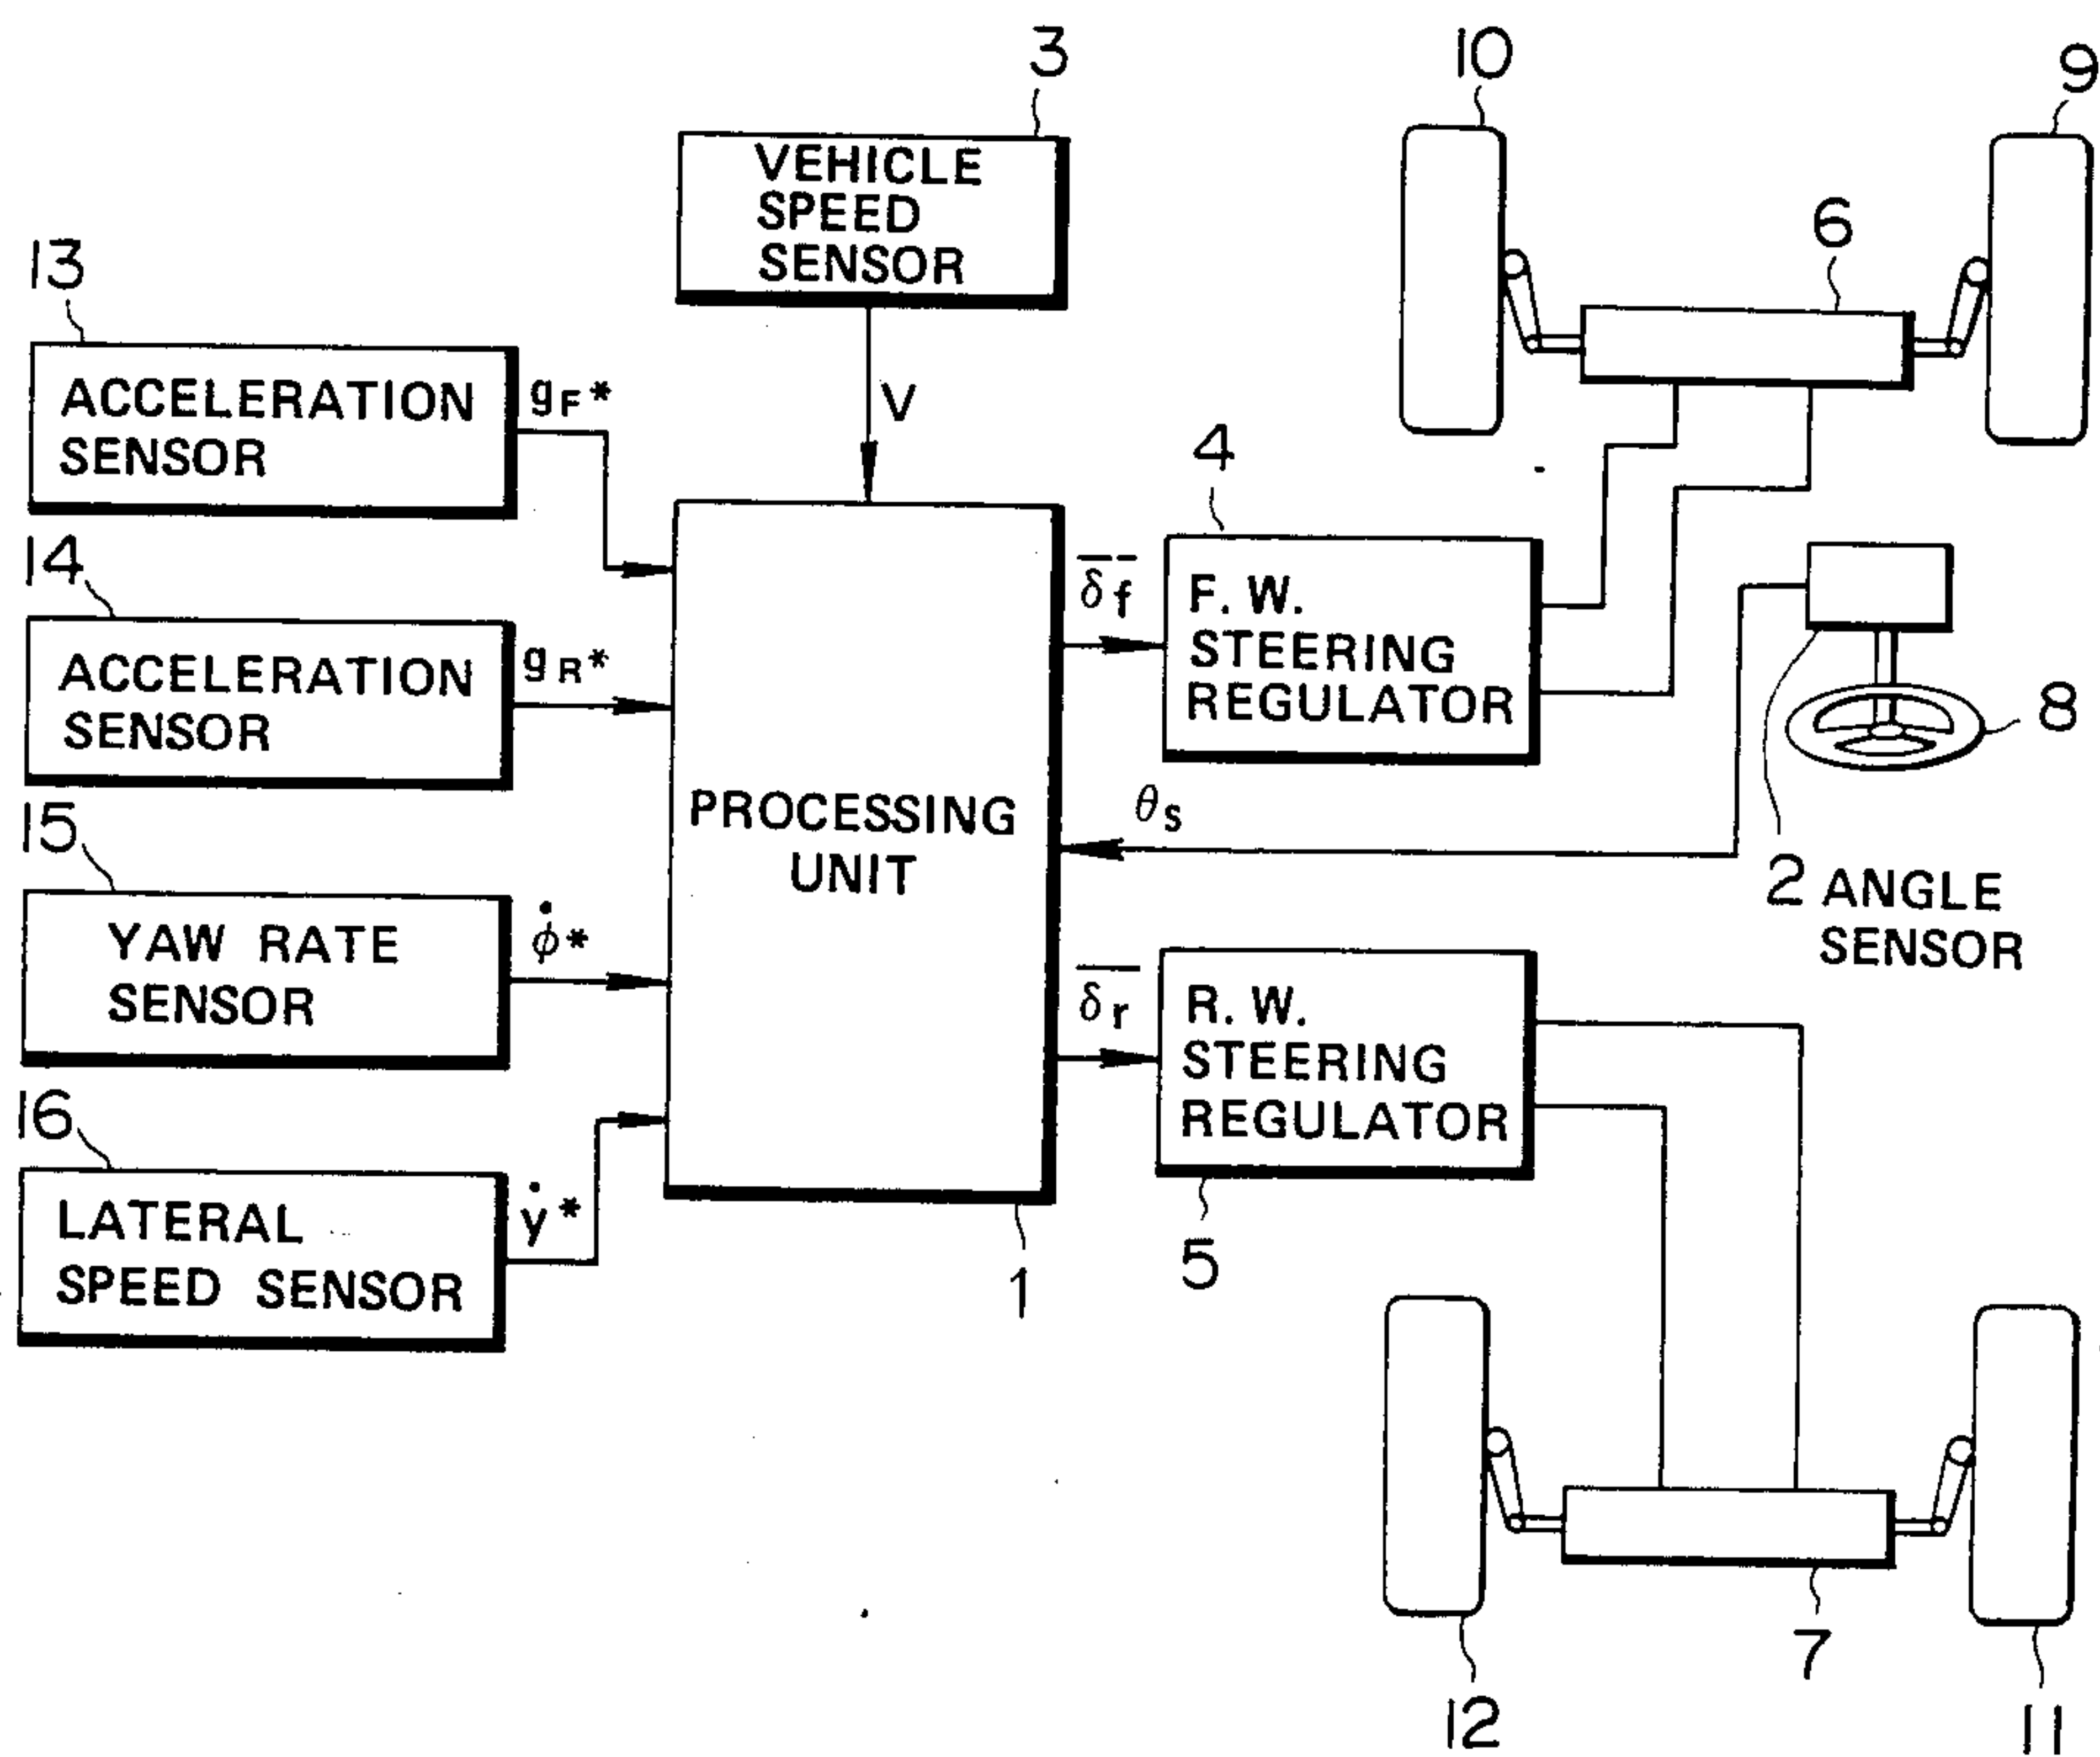 3
10
9
VEHICLE
SPEED
SENSOR
6
13
ACCELERATION
SENSOR
gF*
V
4
14
ACCELERATION
SENSOR
gR*
δf
F. W.
STEERING
REGULATOR
8
PROCESSING
UNIT
θs
15
YAW RATE
SENSOR
φ̇*
2 ANGLE
SENSOR
δr
R. W.
STEERING
REGULATOR
16
LATERAL
SPEED SENSOR
ẏ*
1
5
7
12
11